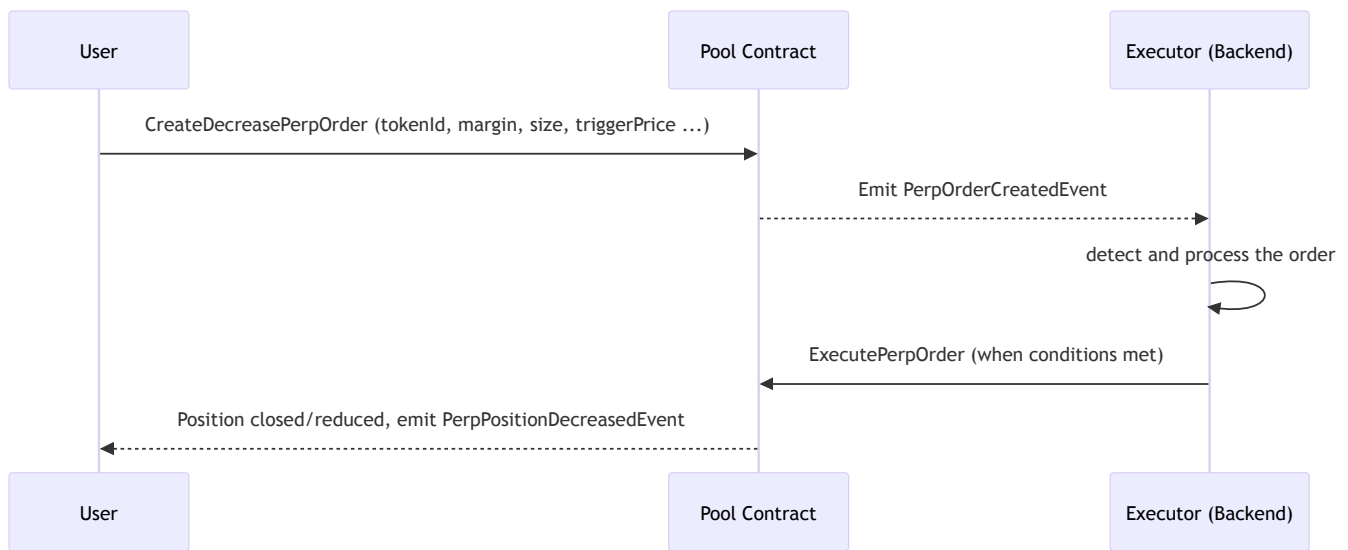 User
Pool Contract
Executor (Backend)
CreateDecreasePerpOrder (tokenId, margin, size, triggerPrice ...)
Emit PerpOrderCreatedEvent
detect and process the order
ExecutePerpOrder (when conditions met)
Position closed/reduced, emit PerpPositionDecreasedEvent
User
Pool Contract
Executor (Backend)